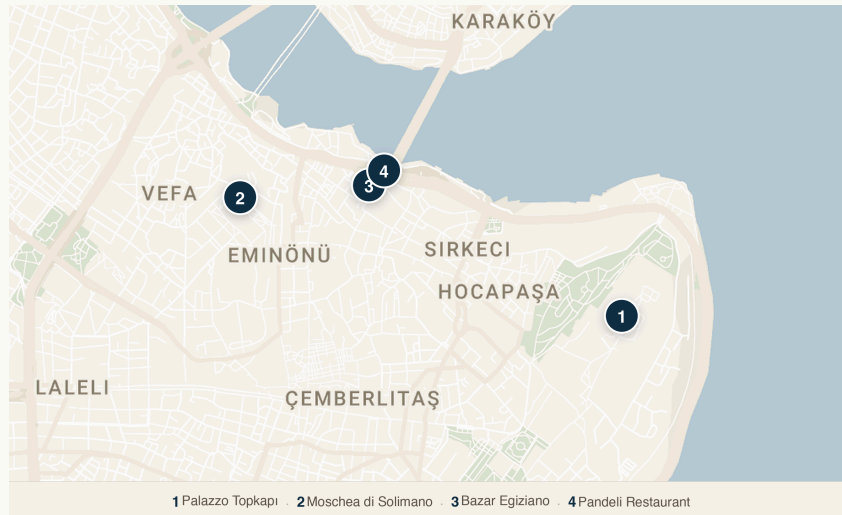 KARAKÖY
4
3
VEFA
2
EMINÖNÜ
SIRKECI
HOCAPAŞA
1
LALELI
ÇEMBERLITAŞ
1 Palazzo Topkapı . 2 Moschea di Solimano . 3 Bazar Egiziano . 4 Pandeli Restaurant